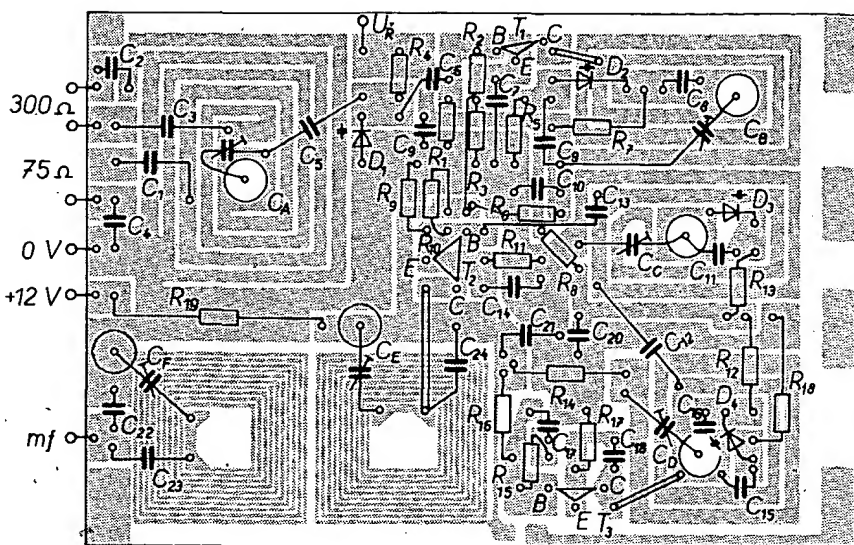 U_R
R4
C6
R2
B T1 C
E
D2
C2
C7
C8
300 Ω
C3
C5
C9
R5
C9
R7
CB
D1
R1
75 Ω
C1
CA
R9
R3
C10
C13
D3
R6
C4
0 V
R10
B
R11
E
T2
R8
CC
C11
R13
+12 V
C
C14
R19
C21
C20
C12
CF
CE
C24
R12
R18
R14
R16
R17
C16
D4
C22
mf
C17
C18
CD
C23
R15
B
C
E T3
C15